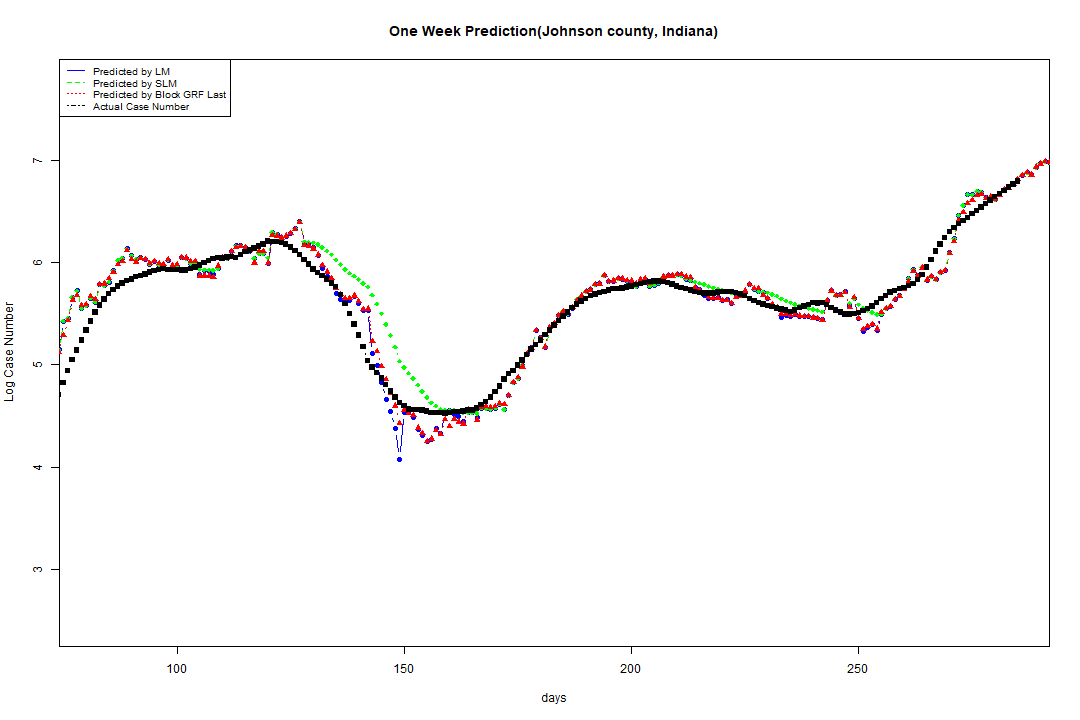 One Week Prediction(Johnson county, Indiana)
Predicted by LM
Predicted by SLM
Predicted by Block GRF Last
Actual Case Number
Log Case Number
7
6
5
4
3
100 150 200 250
days